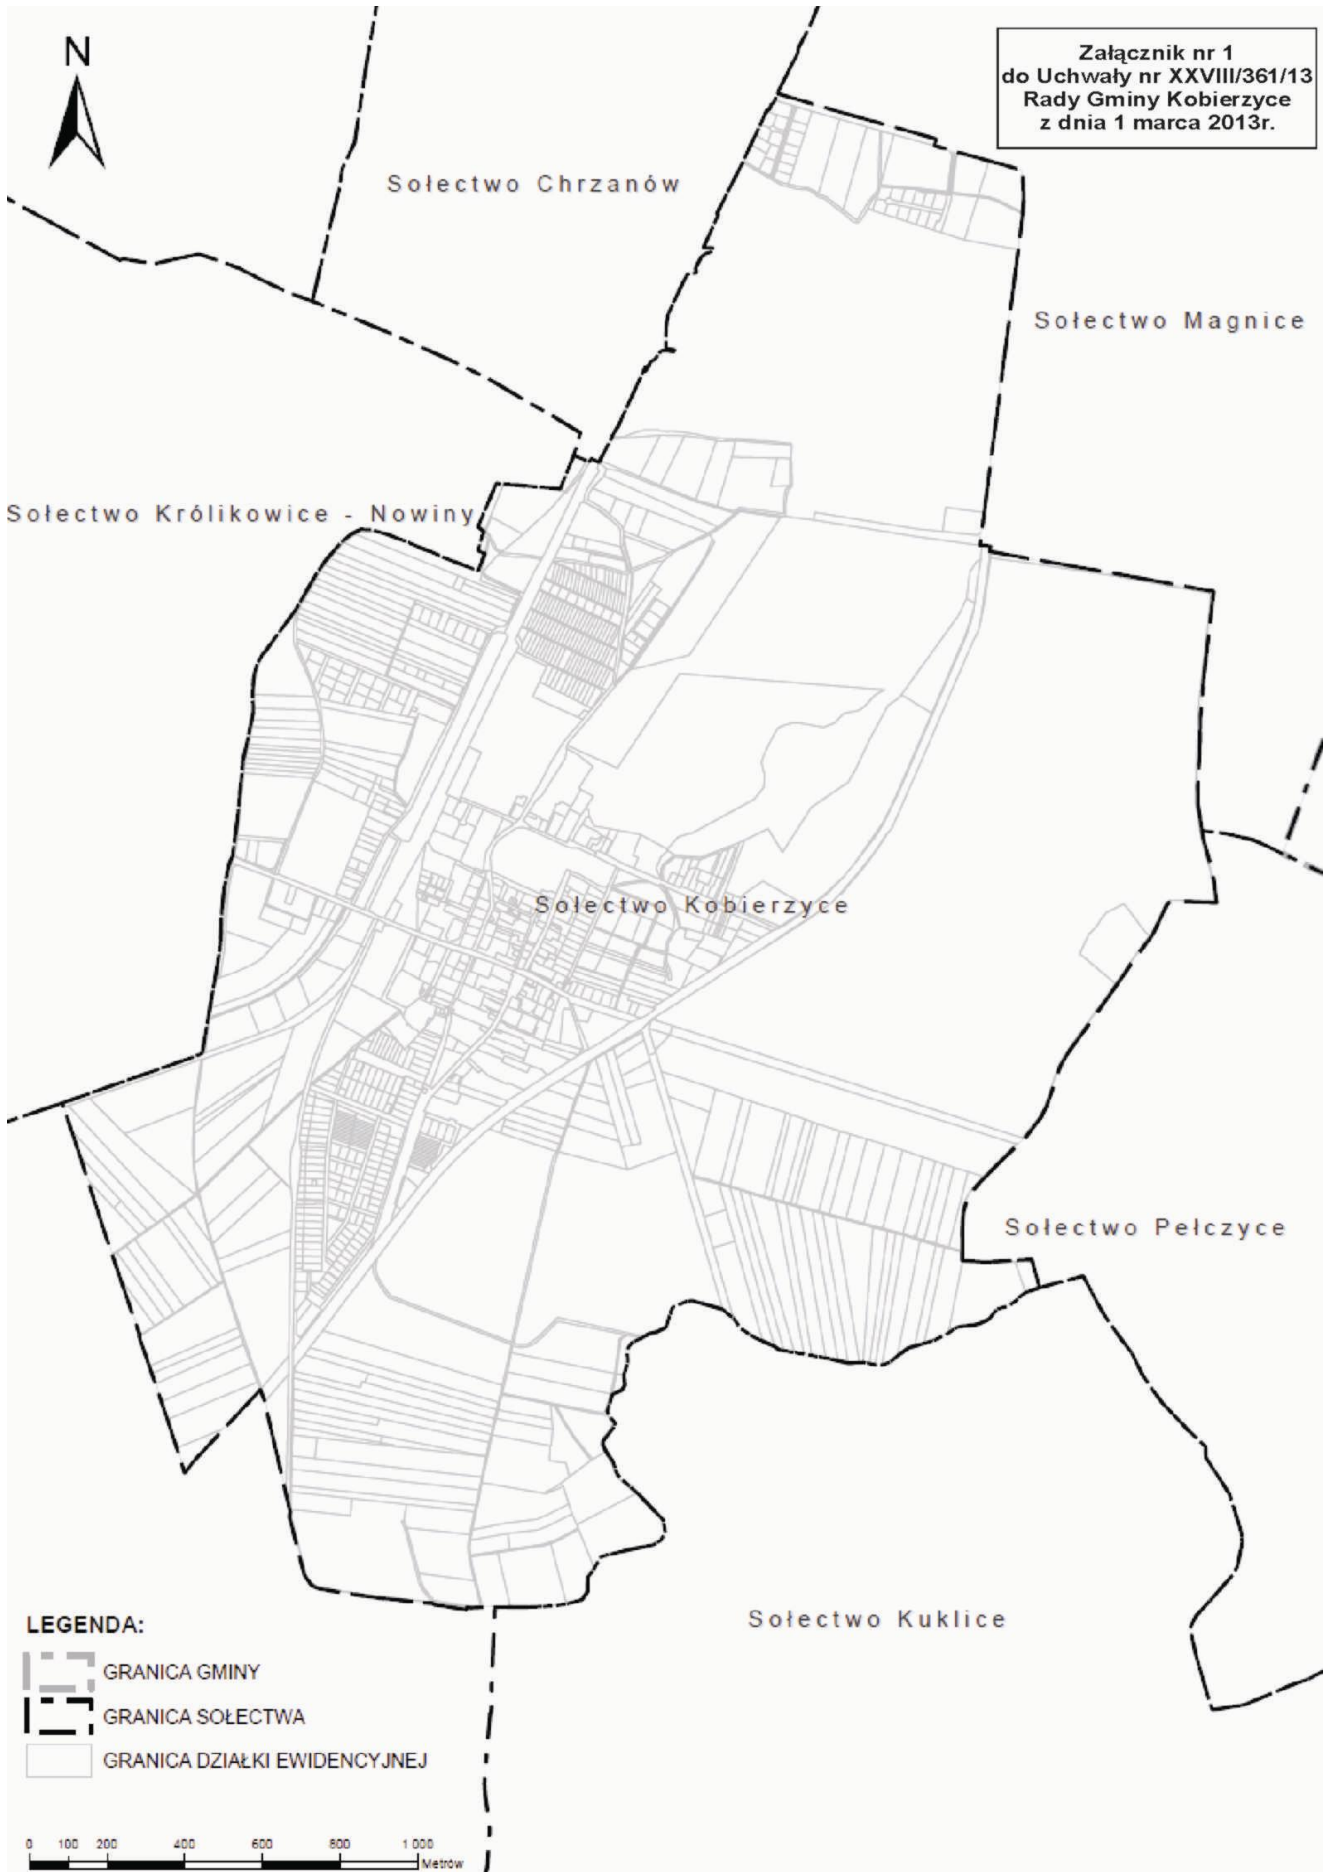 N
Załącznik nr 1
do Uchwały nr XXVIII/361/13
Rady Gminy Kobierzyce
z dnia 1 marca 2013r.
Sołectwo Chrzanów
Sołectwo Magnice
Sołectwo Królikowice - Nowiny
Sołectwo Kobierzyce
Sołectwo Pełczyce
Sołectwo Kuklice
LEGENDA:
GRANICA GMINY
GRANICA SOŁECTWA
GRANICA DZIAŁKI EWIDENCYJNEJ
0 100 200 400 600 800 1 000
Metrów